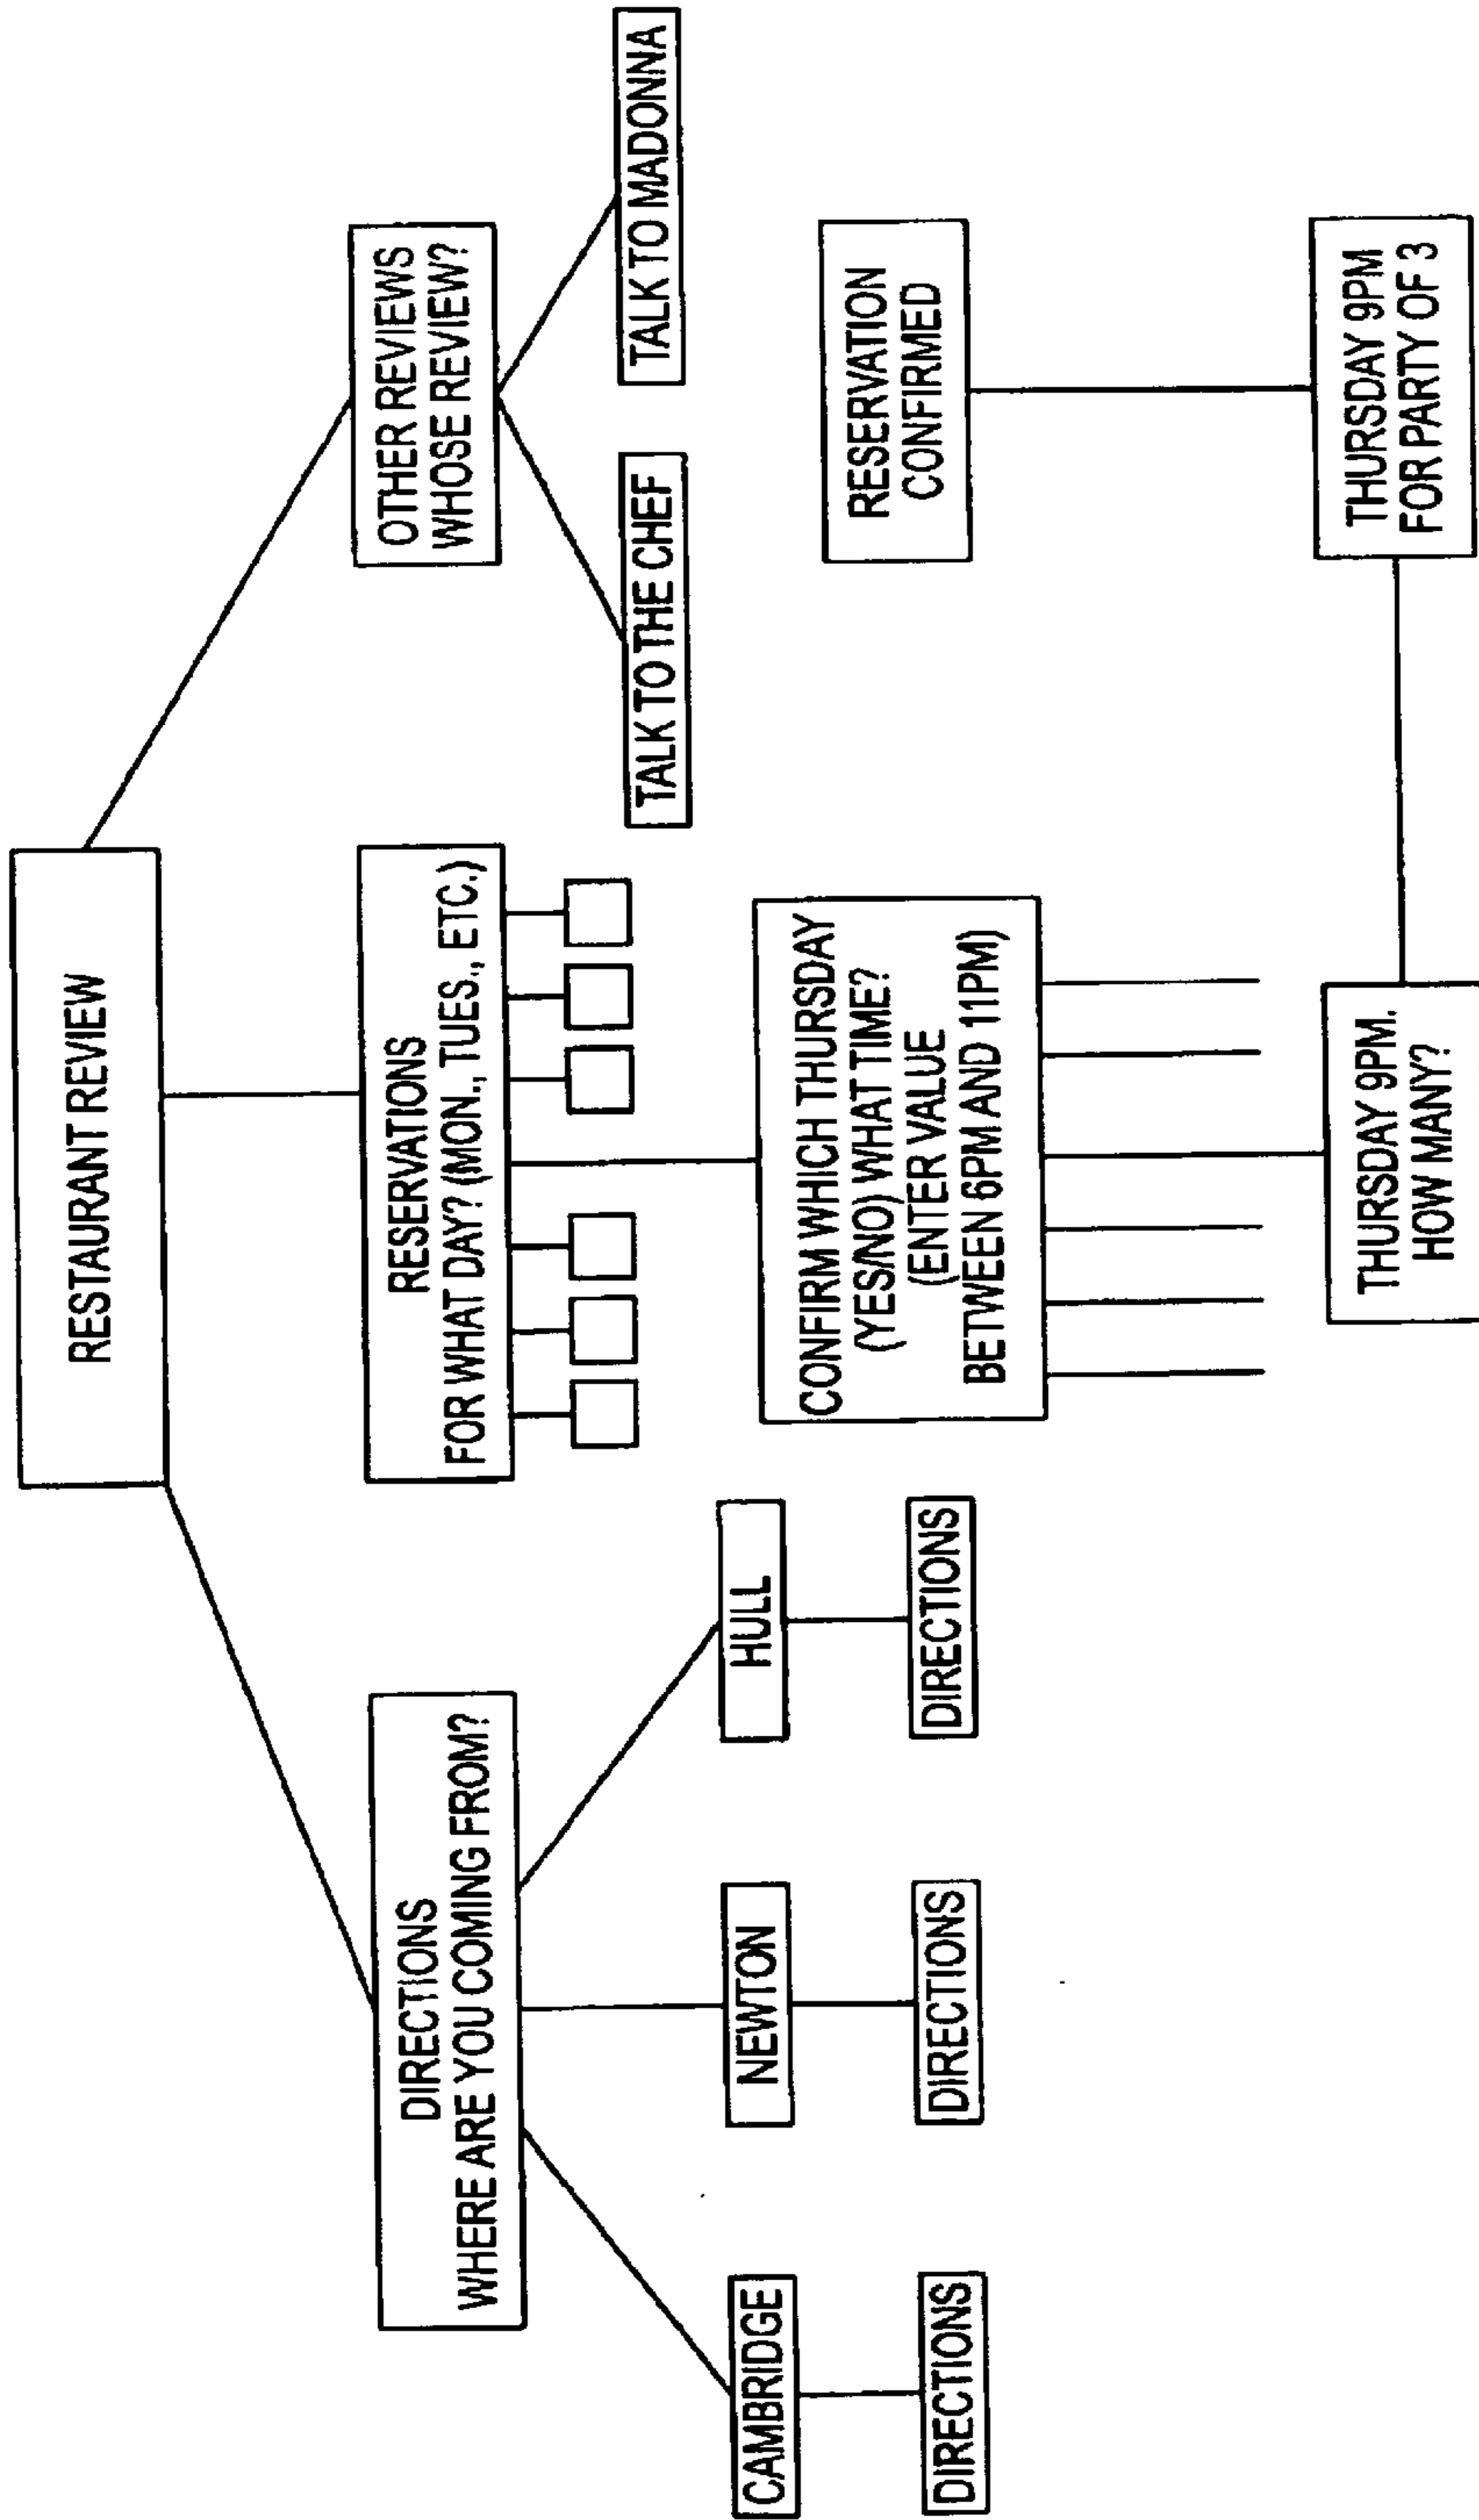 RESTAURANT REVIEW
DIRECTIONS
WHERE ARE YOU COMING FROM?
RESERVATIONS
FOR WHAT DAY? (MON., TUES., ETC.)
OTHER REVIEWS
WHOSE REVIEW?
TALK TO THE CHEF
TALK TO MADONNA
CAMBRIDGE
NEWTON
HULL
DIRECTIONS
DIRECTIONS
DIRECTIONS
CONFIRM WHICH THURSDAY
(YES/NO) WHAT TIME?
(ENTER VALUE
BETWEEN 6PM AND 11PM)
RESERVATION
CONFIRMED
THURSDAY 9PM.
HOW MANY?
THURSDAY 9PM
FOR PARTY OF 3